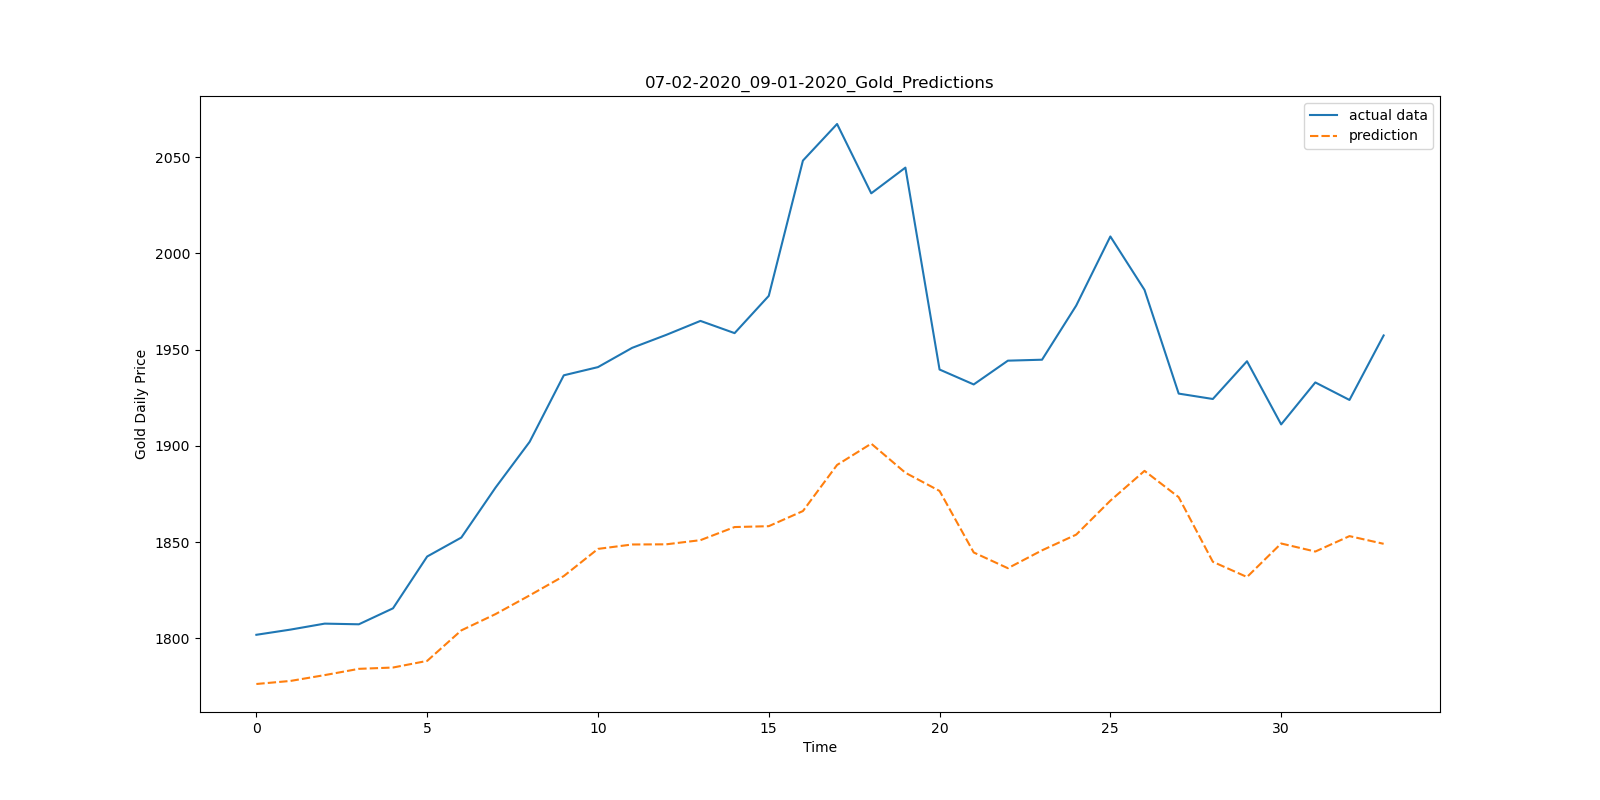 07-02-2020_09-01-2020_Gold_Predictions
actual data
prediction
Gold Daily Price
2050
2000
1950
1900
1850
1800
0 5 10 15 20 25 30
Time